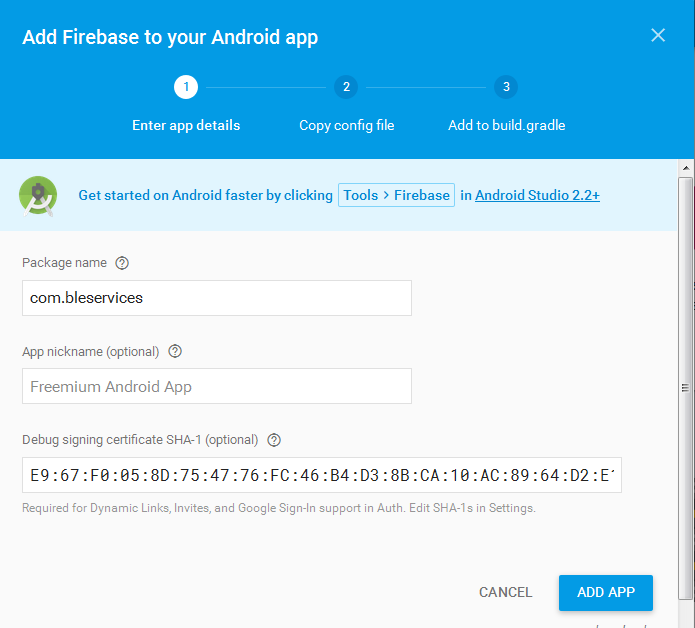 Add Firebase to your Android app
1 2 3
Enter app details Copy config file Add to build.gradle
Get started on Android faster by clicking Tools > Firebase in Android Studio 2.2+
Package name ?
com.bleservices
App nickname (optional) ?
Freemium Android App
Debug signing certificate SHA-1 (optional) ?
E9:67:F0:05:8D:75:47:76:FC:46:B4:D3:8B:CA:10:AC:89:64:D2:E
Required for Dynamic Links, Invites, and Google Sign-In support in Auth. Edit SHA-1s in Settings.
CANCEL ADD APP